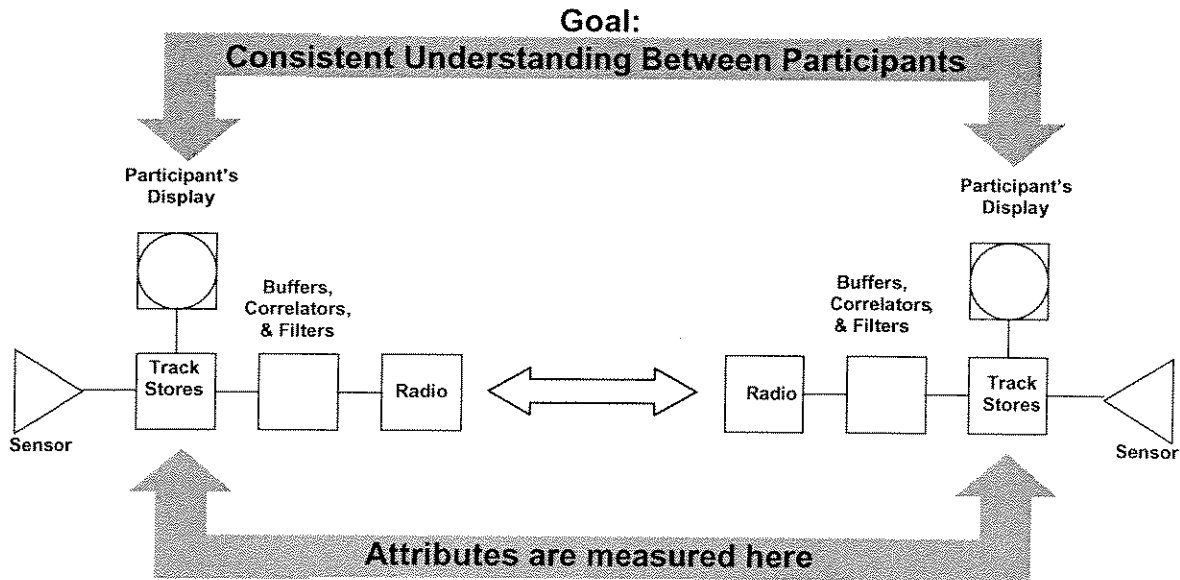 Goal:
Consistent Understanding Between Participants
Participant's
Display
Participant's
Display
Buffers,
Correlators,
& Filters
Buffers,
Correlators,
& Filters
Track
Stores
Radio
Radio
Track
Stores
Sensor
Sensor
Attributes are measured here